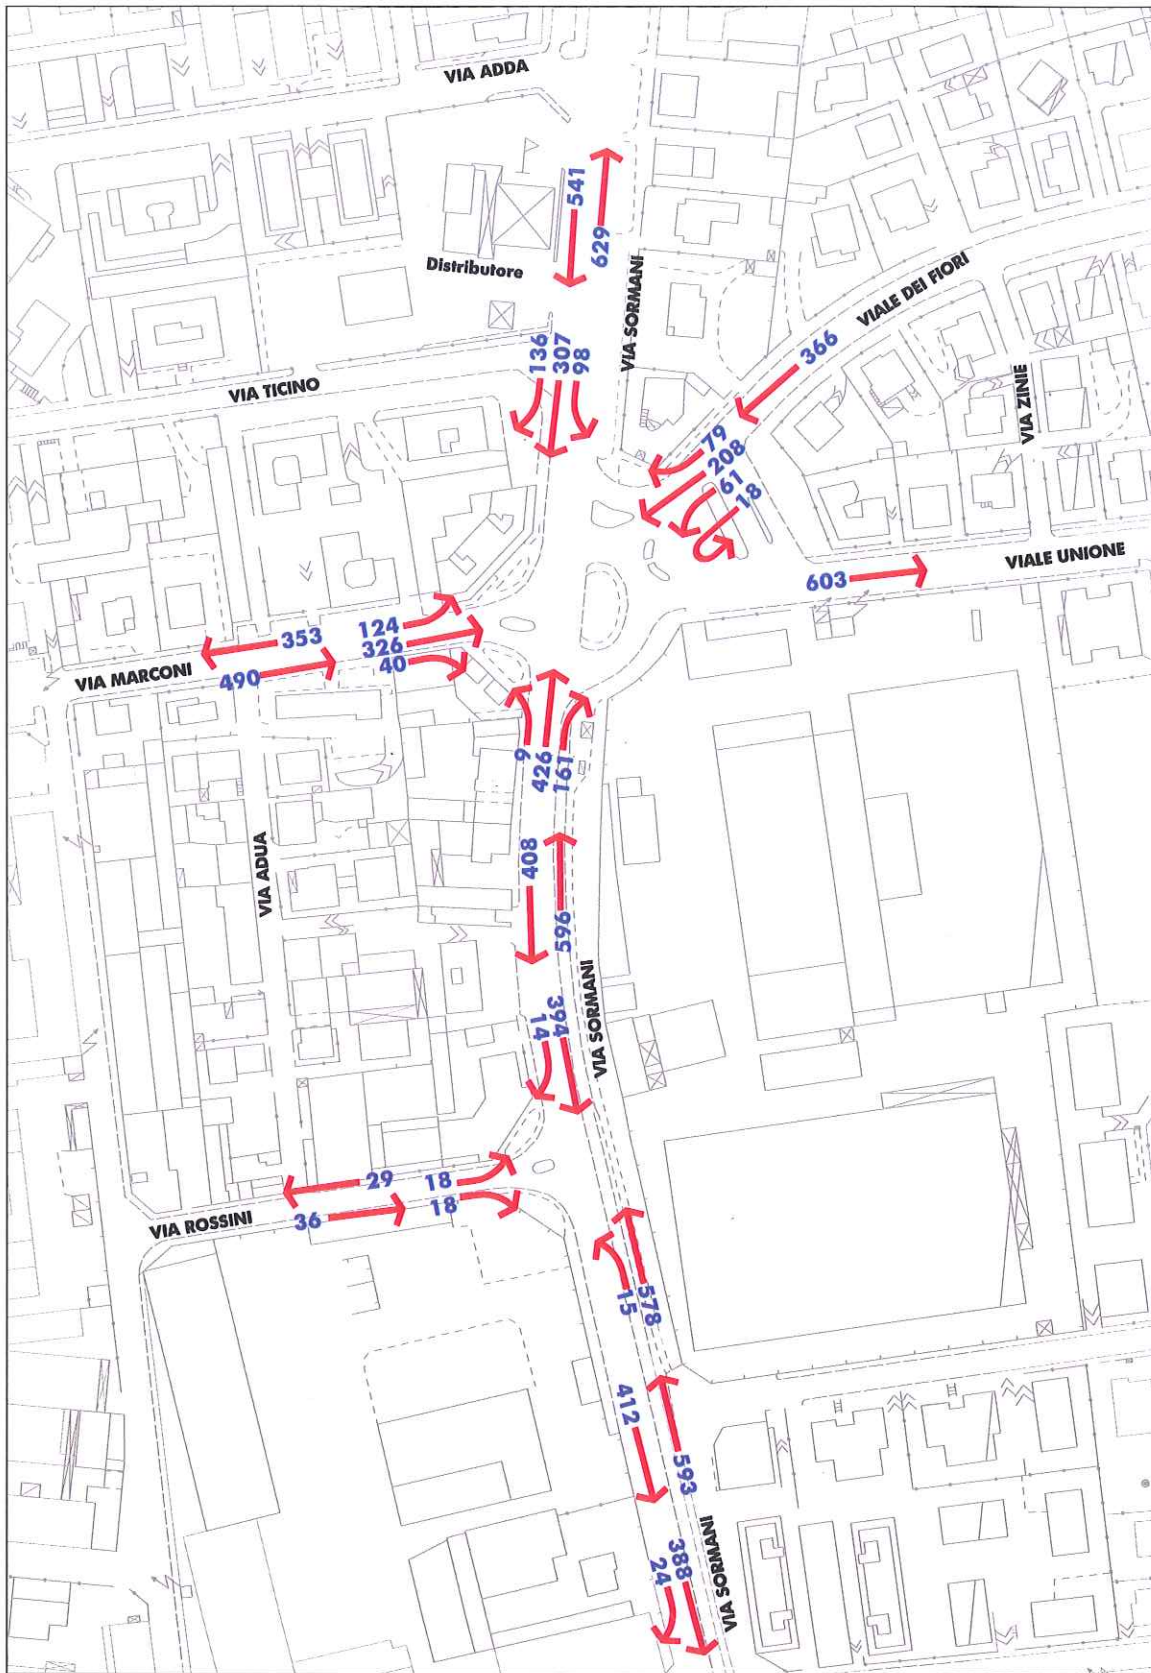 VIA ADDA
541
629
Distributore
VIA SORMANI
VIALE DEI FIORI
136
307
98
366
VIA TICINO
VIA ZINIE
79
208
61
18
VIALE UNIONE
603
353
124
326
40
VIA MARCONI
490
9
426
161
408
VIA ADUA
596
VIA SORMANI
394
14
29
18
18
36
VIA ROSSINI
15
578
412
593
388
24
VIA SORMANI